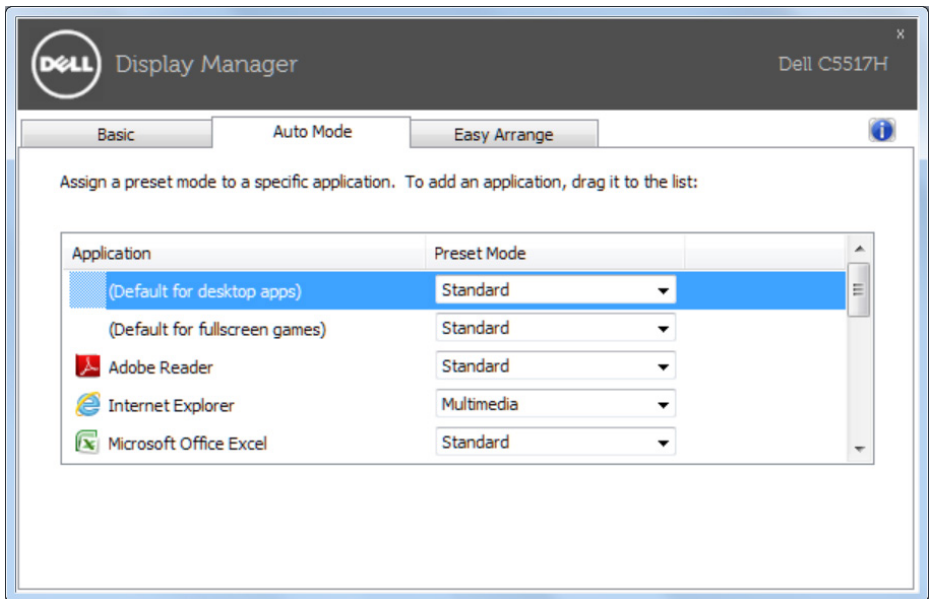 x
DELL Display Manager Dell C5517H
Basic Auto Mode Easy Arrange i
Assign a preset mode to a specific application. To add an application, drag it to the list:
Application Preset Mode
(Default for desktop apps) Standard
(Default for fullscreen games) Standard
Adobe Reader Standard
Internet Explorer Multimedia
Microsoft Office Excel Standard